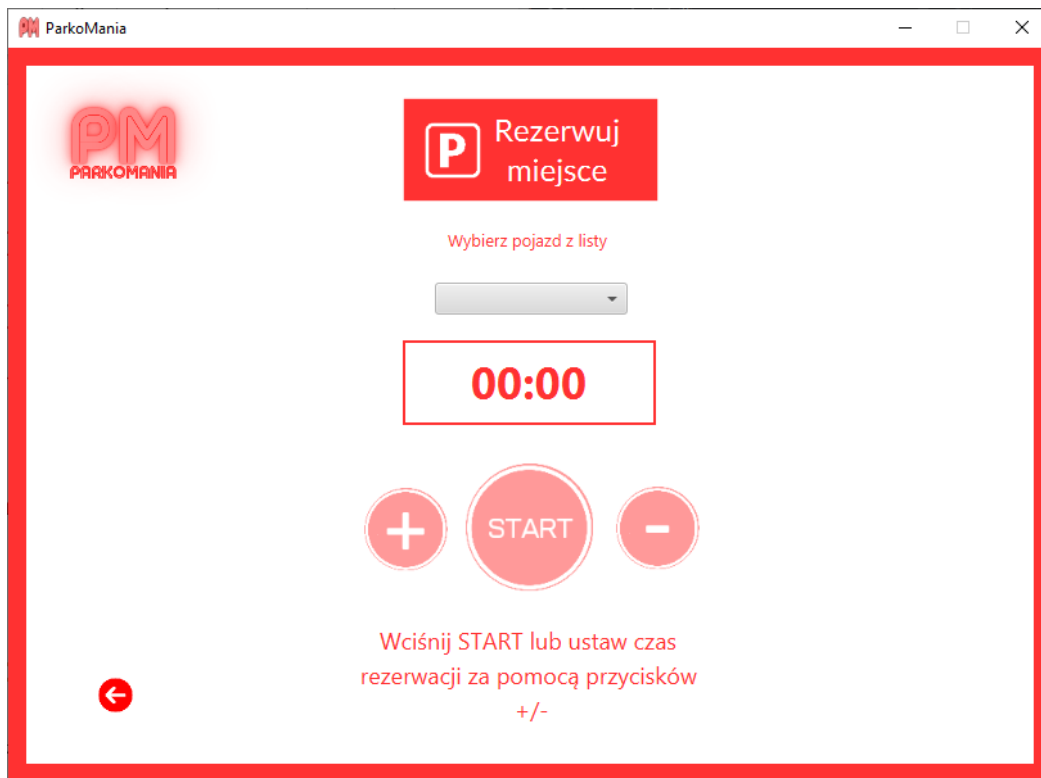 PM ParkoMania
PM
PARKOMANIA
P
Rezerwuj
miejsce
Wybierz pojazd z listy
00:00
+
START
-
Wciśnij START lub ustaw czas
rezerwacji za pomocą przycisków
+/-